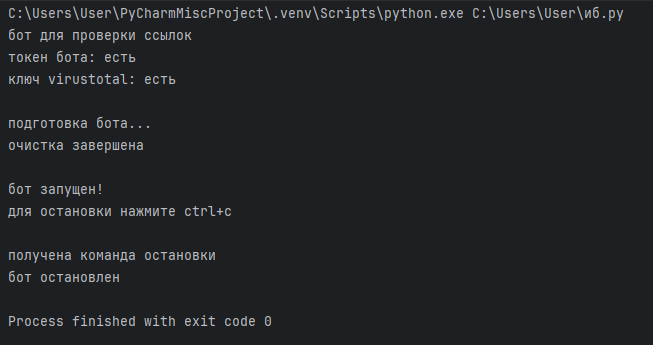 C:\Users\User\PyCharmMiscProject\.venv\Scripts\python.exe C:\Users\User\иб.py
бот для проверки ссылок
токен бота: есть
ключ virustotal: есть
подготовка бота...
очистка завершена
бот запущен!
для остановки нажмите ctrl+c
получена команда остановки
бот остановлен
Process finished with exit code 0